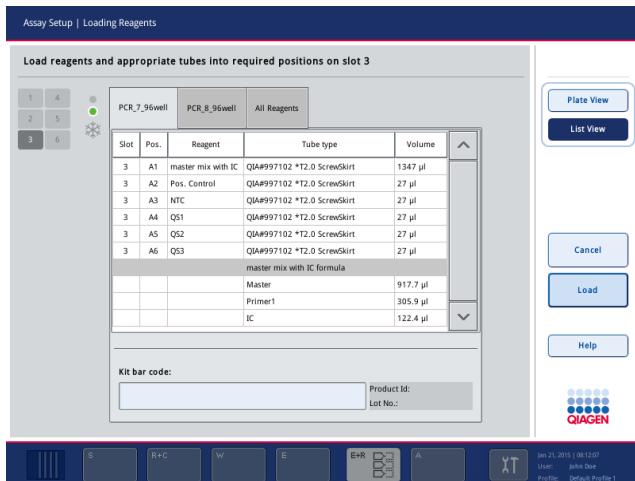 Assay Setup | Loading Reagents
Load reagents and appropriate tubes into required positions on slot 3
1 4
2 5
3 6
PCR_7_96well PCR_8_96well All Reagents
Slot Pos. Reagent Tube type Volume
3 A1 master mix with IC QIA#997102 *T2.0 ScrewSkirt 1347 µl
3 A2 Pos. Control QIA#997102 *T2.0 ScrewSkirt 27 µl
3 A3 NTC QIA#997102 *T2.0 ScrewSkirt 27 µl
3 A4 QS1 QIA#997102 *T2.0 ScrewSkirt 27 µl
3 A5 QS2 QIA#997102 *T2.0 ScrewSkirt 27 µl
3 A6 QS3 QIA#997102 *T2.0 ScrewSkirt 27 µl
master mix with IC formula
Master 917.7 µl
Primer1 305.9 µl
IC 122.4 µl
Kit bar code:
Product Id:
Lot No.:
Plate View
List View
Cancel
Load
Help
QIAGEN
S R+C W E E+R A
Jan 21, 2015 | 08:12:07
User: John Doe
Profile: Default Profile 1